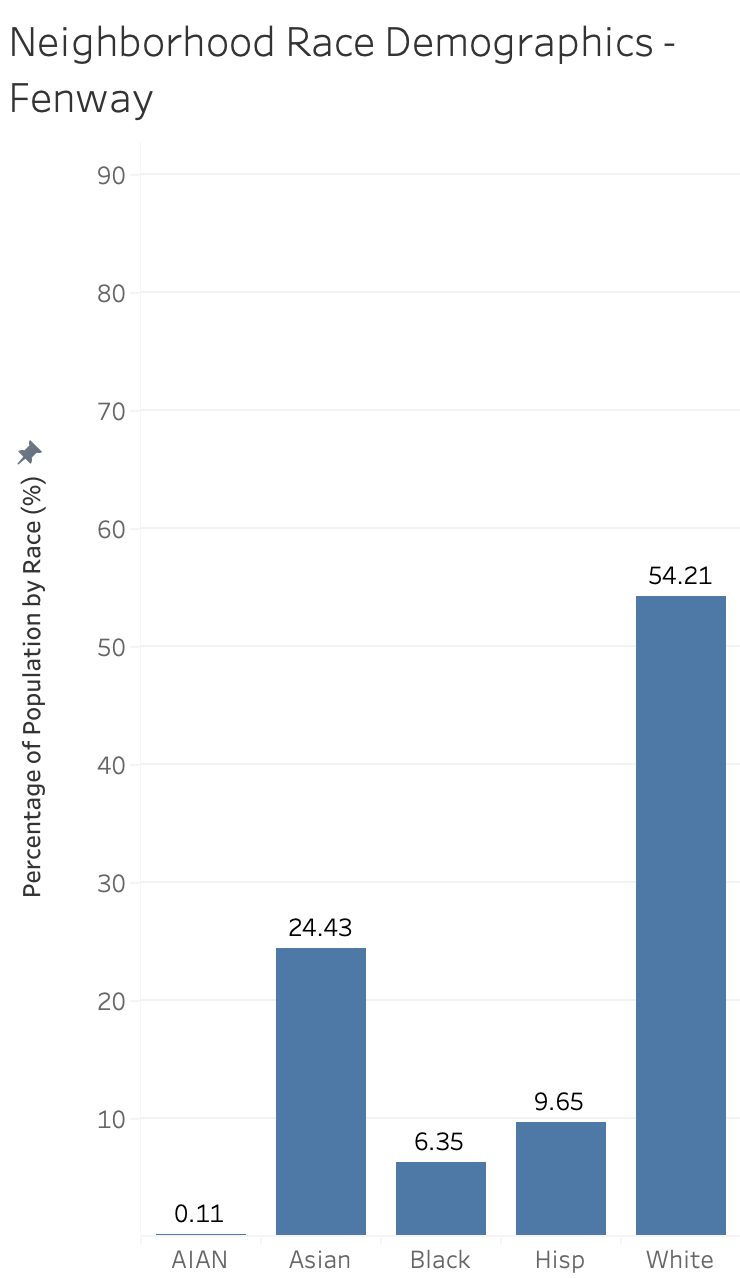 Neighborhood Race Demographics -
Fenway
90
80
70
60
50
40
30
20
10
Percentage of Population by Race (%)
0.11
24.43
6.35
9.65
54.21
AIAN
Asian
Black
Hisp
White